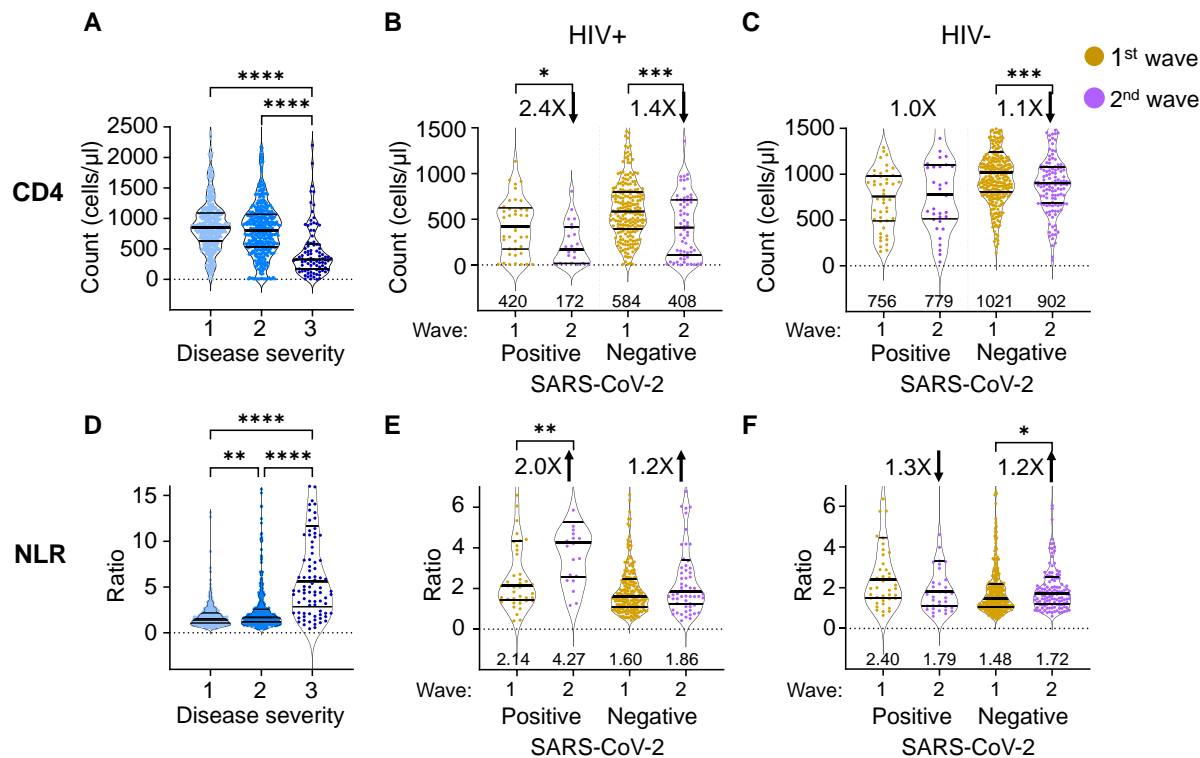 A
B
C
HIV+
HIV-
1st wave
2nd wave
CD4
Count (cells/µl)
2500
2000
1500
1000
500
0
****
****
1 2 3
Disease severity
Count (cells/µl)
1500
1000
500
0
*
2.4X
***
1.4X
420 172 584 408
Wave: 1 2 1 2
Positive Negative
SARS-CoV-2
Count (cells/µl)
1500
1000
500
0
1.0X
***
1.1X
756 779 1021 902
Wave: 1 2 1 2
Positive Negative
SARS-CoV-2
D
E
F
NLR
Ratio
15
10
5
0
****
** ****
1 2 3
Disease severity
Ratio
6
4
2
0
**
2.0X
1.2X
2.14 4.27 1.60 1.86
Wave: 1 2 1 2
Positive Negative
SARS-CoV-2
Ratio
6
4
2
0
1.3X
*
1.2X
2.40 1.79 1.48 1.72
Wave: 1 2 1 2
Positive Negative
SARS-CoV-2